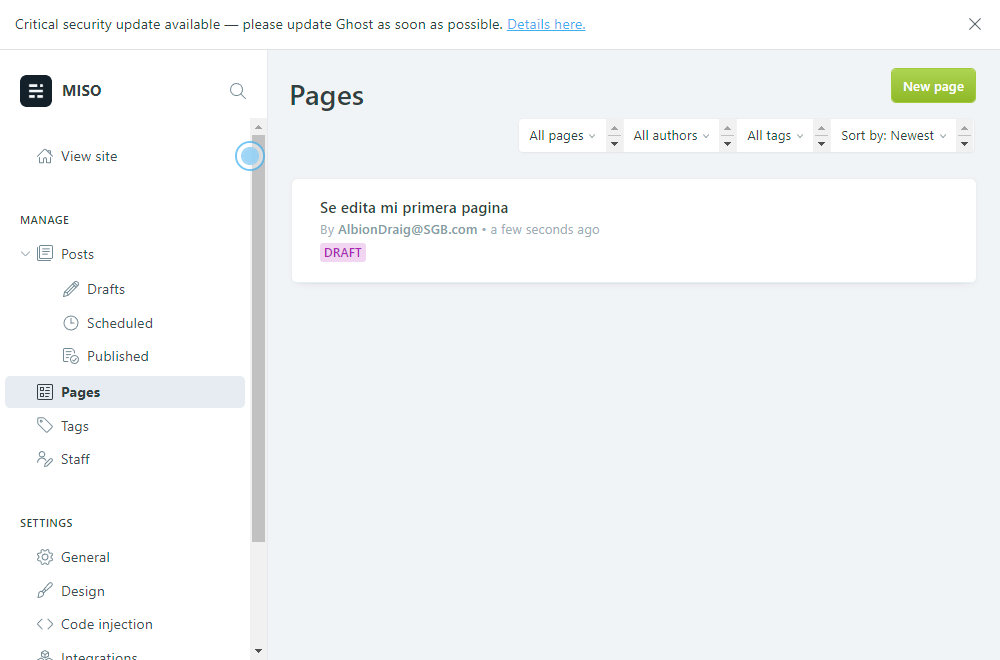 Critical security update available — please update Ghost as soon as possible. Details here.
MISO
View site
MANAGE
Posts
Drafts
Scheduled
Published
Pages
Tags
Staff
SETTINGS
General
Design
Code injection
Integrations
Pages
New page
All pages
All authors
All tags
Sort by: Newest
Se edita mi primera pagina
By AlbionDraig@SGB.com • a few seconds ago
DRAFT